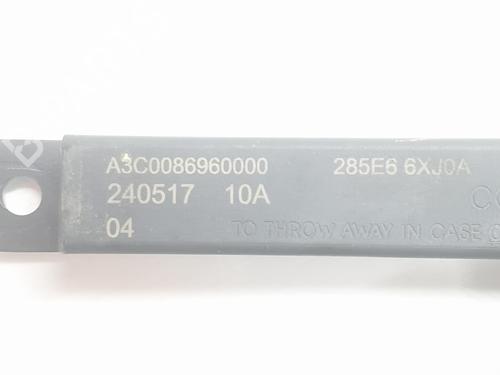 A3C0086960000 285E6 6XJ0A
240517 10A
04 TO THROW AWAY IN CASE